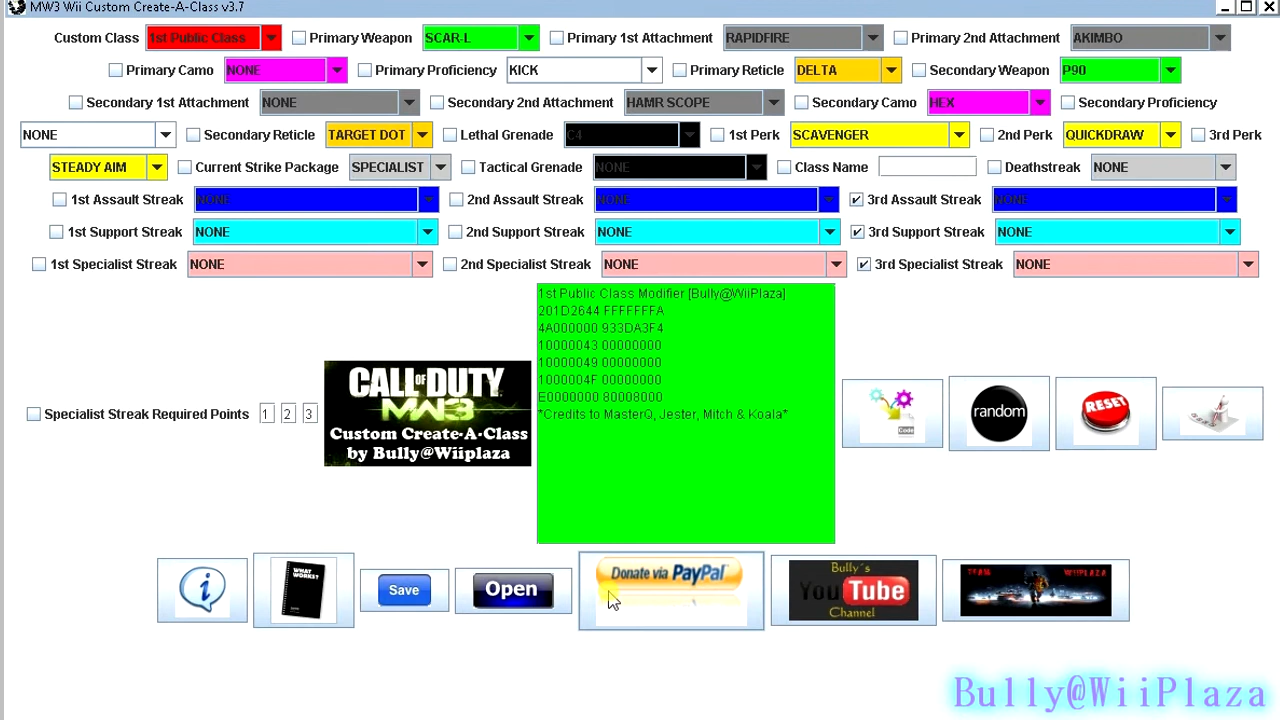 MW3 Wii Custom Create-A-Class v3.7
Custom Class 1st Public Class Primary Weapon SCAR-L Primary 1st Attachment RAPIDFIRE Primary 2nd Attachment AKIMBO
Primary Camo NONE Primary Proficiency KICK Primary Reticle DELTA Secondary Weapon P90
Secondary 1st Attachment NONE Secondary 2nd Attachment HAMR SCOPE Secondary Camo HEX Secondary Proficiency
NONE Secondary Reticle TARGET DOT Lethal Grenade C4 1st Perk SCAVENGER 2nd Perk QUICKDRAW 3rd Perk
STEADY AIM Current Strike Package SPECIALIST Tactical Grenade NONE Class Name Deathstreak NONE
1st Assault Streak NONE 2nd Assault Streak NONE 3rd Assault Streak NONE
1st Support Streak NONE 2nd Support Streak NONE 3rd Support Streak NONE
1st Specialist Streak NONE 2nd Specialist Streak NONE 3rd Specialist Streak NONE
1st Public Class Modifier [Bully@WiiPlaza]
201D2644 FFFFFFFA
4A000000 933DA3F4
10000043 00000000
10000049 00000000
1000004F 00000000
E0000000 80008000
*Credits to MasterQ, Jester, Mitch & Koala*
Specialist Streak Required Points 1 2 3
CALL OF DUTY
MW3
Custom Create-A-Class
by Bully@Wiiplaza
Code
random
RESET
WHAT
WORKS?
Save
Open
Donate via PayPal
Bully's
YouTube
Channel
TEAM WIIPLAZA
Bully@WiiPlaza